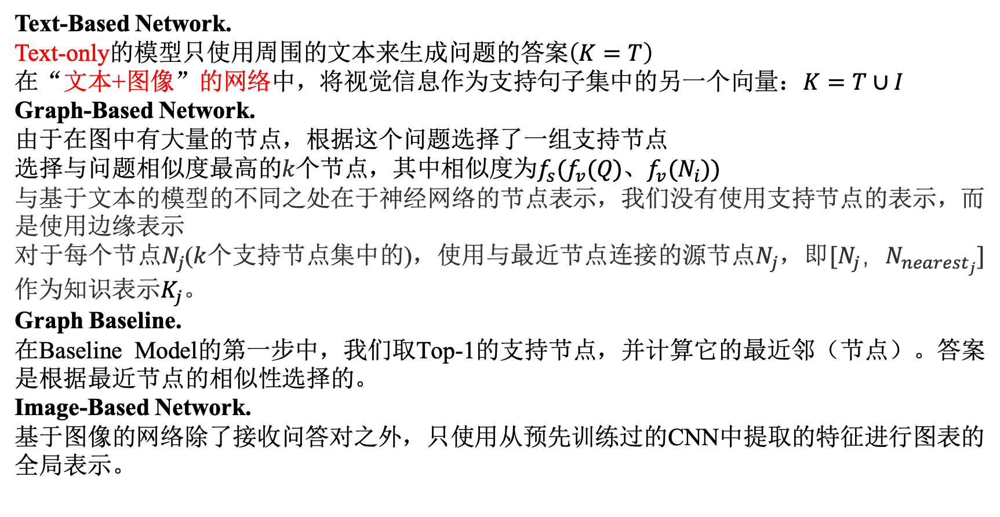 Text-Based Network.
Text-only的模型只使用周围的文本来生成问题的答案(K = T)
在“文本+图像”的网络中，将视觉信息作为支持句子集中的另一个向量：K = T ∪ I
Graph-Based Network.
由于在图中有大量的节点，根据这个问题选择了一组支持节点
选择与问题相似度最高的k个节点，其中相似度为f_s(f_v(Q)、f_v(N_i))
与基于文本的模型的不同之处在于神经网络的节点表示，我们没有使用支持节点的表示，而
是使用边缘表示
对于每个节点N_j(k个支持节点集中的)，使用与最近节点连接的源节点N_j，即[N_j，N_{nearest_j}]
作为知识表示K_j。
Graph Baseline.
在Baseline Model的第一步中，我们取Top-1的支持节点，并计算它的最近邻（节点）。答案
是根据最近节点的相似性选择的。
Image-Based Network.
基于图像的网络除了接收问答对之外，只使用从预先训练过的CNN中提取的特征进行图表的
全局表示。